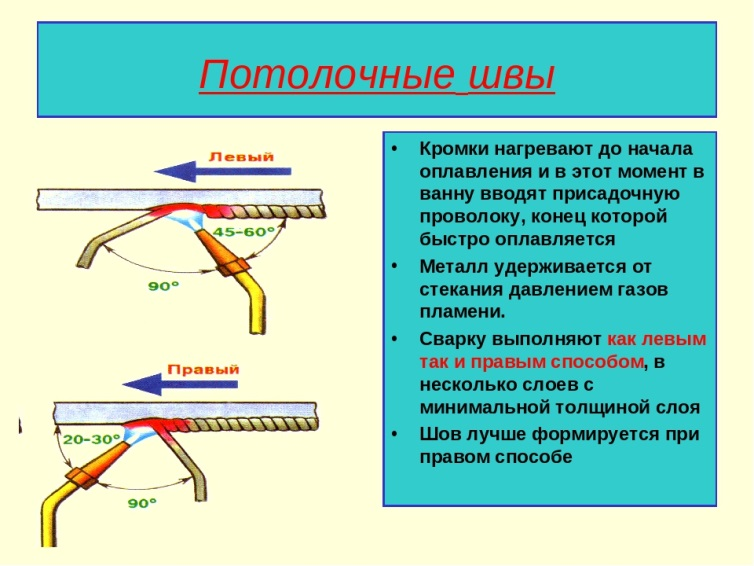 Потолочные швы
Левый
45–60°
90°
Правый
20–30°
90°
• Кромки нагревают до начала
оплавления и в этот момент в
ванну вводят присадочную
проволоку, конец которой
быстро оплавляется
• Металл удерживается от
стекания давлением газов
пламени.
• Сварку выполняют как левым
так и правым способом, в
несколько слоев с
минимальной толщиной слоя
• Шов лучше формируется при
правом способе